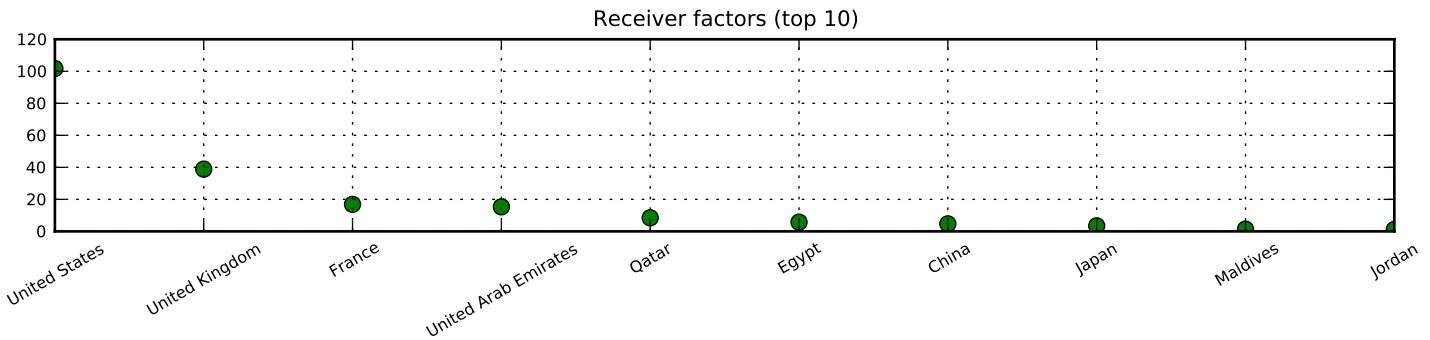 Receiver factors (top 10)
120
100
80
60
40
20
0
United States
United Kingdom
France
United Arab Emirates
Qatar
Egypt
China
Japan
Maldives
Jordan